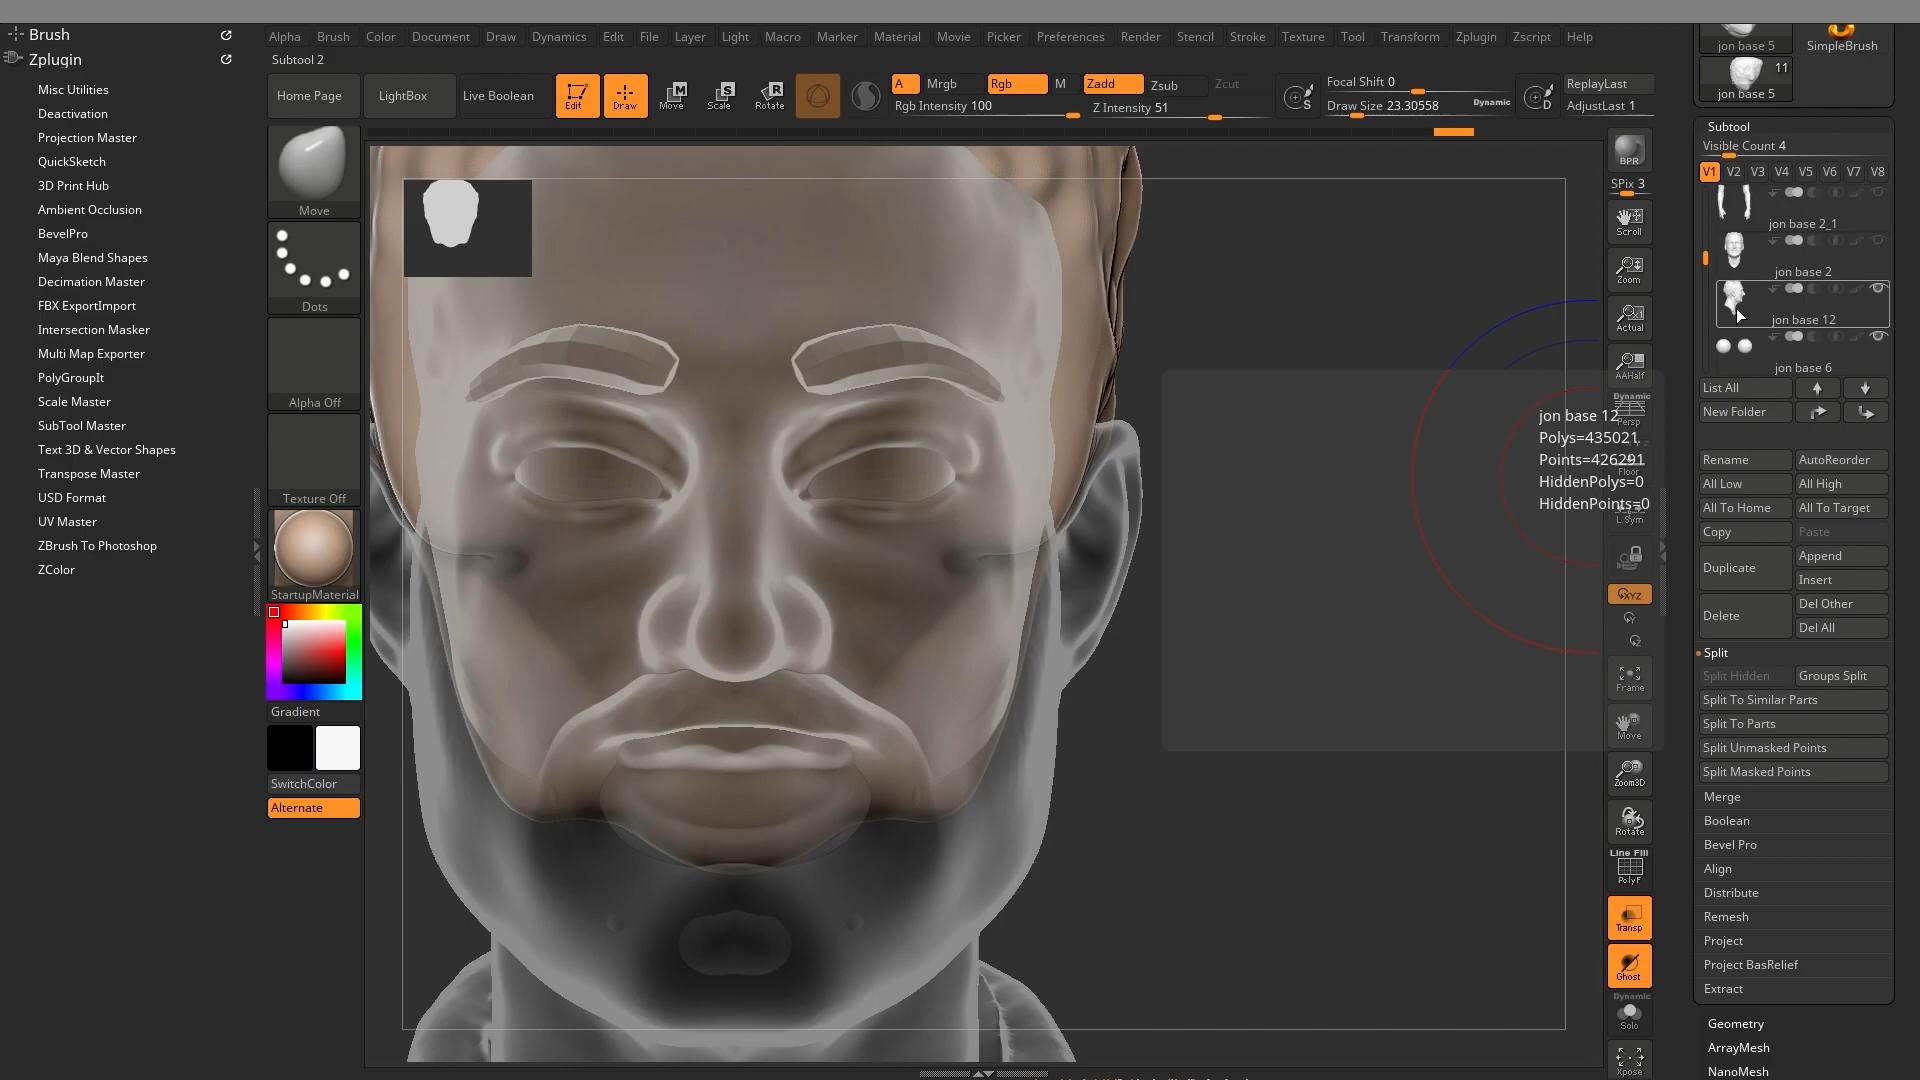 Brush
Zplugin
Misc Utilities
Deactivation
Projection Master
QuickSketch
3D Print Hub
Ambient Occlusion
BevelPro
Maya Blend Shapes
Decimation Master
FBX ExportImport
Intersection Masker
Multi Map Exporter
PolyGroupIt
Scale Master
SubTool Master
Text 3D & Vector Shapes
Transpose Master
USD Format
UV Master
ZBrush To Photoshop
ZColor
Alpha Brush Color Document Draw Dynamics Edit File Layer Light Macro Marker Material Movie Picker Preferences Render Stencil Stroke Texture Tool Transform Zplugin Zscript Help
Subtool 2
Home Page
LightBox
Live Boolean
Edit
Draw
Move
Scale
Rotate
A
Mrgb
Rgb
M
Zadd
Zsub
Zcut
Rgb Intensity 100
Z Intensity 51
S
Focal Shift 0
Draw Size 23.30558
Dynamic
D
ReplayLast
AdjustLast 1
Move
Dots
Alpha Off
Texture Off
StartupMaterial
Gradient
SwitchColor
Alternate
jon base 12
Polys=435021
Points=426291
HiddenPolys=0
HiddenPoints=0
BPR
SPix 3
Scroll
Zoom
Actual
AAHalf
Dynamic
Persp
Floor
L.Sym
XYZ
Y
Z
Frame
Move
Zoom3D
Rotate
Line Fill
PolyF
Transp
Ghost
Dynamic
Solo
Xpose
jon base 5
SimpleBrush
11
jon base 5
Subtool
Visible Count 4
V1 V2 V3 V4 V5 V6 V7 V8
jon base 2_1
jon base 2
jon base 12
jon base 6
List All
New Folder
Rename
AutoReorder
All Low
All High
All To Home
All To Target
Copy
Paste
Duplicate
Append
Insert
Delete
Del Other
Del All
Split
Split Hidden
Groups Split
Split To Similar Parts
Split To Parts
Split Unmasked Points
Split Masked Points
Merge
Boolean
Bevel Pro
Align
Distribute
Remesh
Project
Project BasRelief
Extract
Geometry
ArrayMesh
NanoMesh